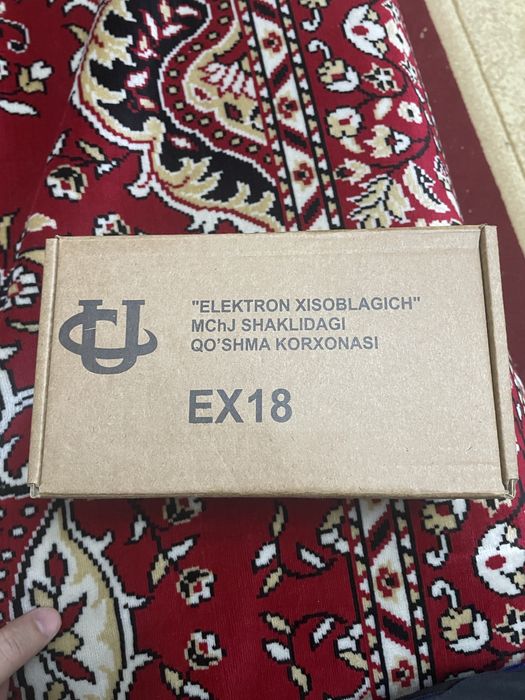 "ELEKTRON XISOBLAGICH"
MChJ SHAKLIDAGI
QO'SHMA KORXONASI
EX18